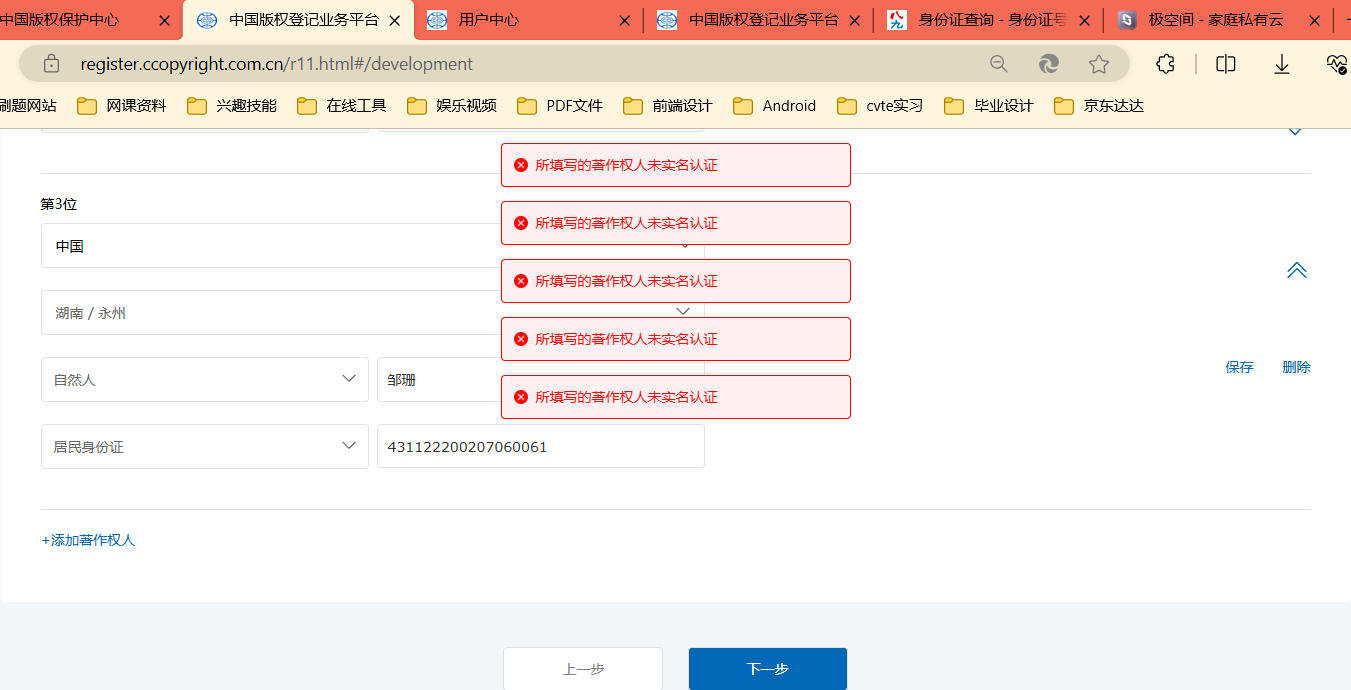 中国版权保护中心
中国版权登记业务平台
用户中心
中国版权登记业务平台
身份证查询 - 身份证号
极空间 - 家庭私有云
register.ccopyright.com.cn/r11.html#/development
刷题网站
网课资料
兴趣技能
在线工具
娱乐视频
PDF文件
前端设计
Android
cvte实习
毕业设计
京东达达
所填写的著作权人未实名认证
第3位
所填写的著作权人未实名认证
中国
所填写的著作权人未实名认证
湖南 / 永州
所填写的著作权人未实名认证
保存
删除
自然人
邹珊
所填写的著作权人未实名认证
居民身份证
431122200207060061
+添加著作权人
上一步
下一步